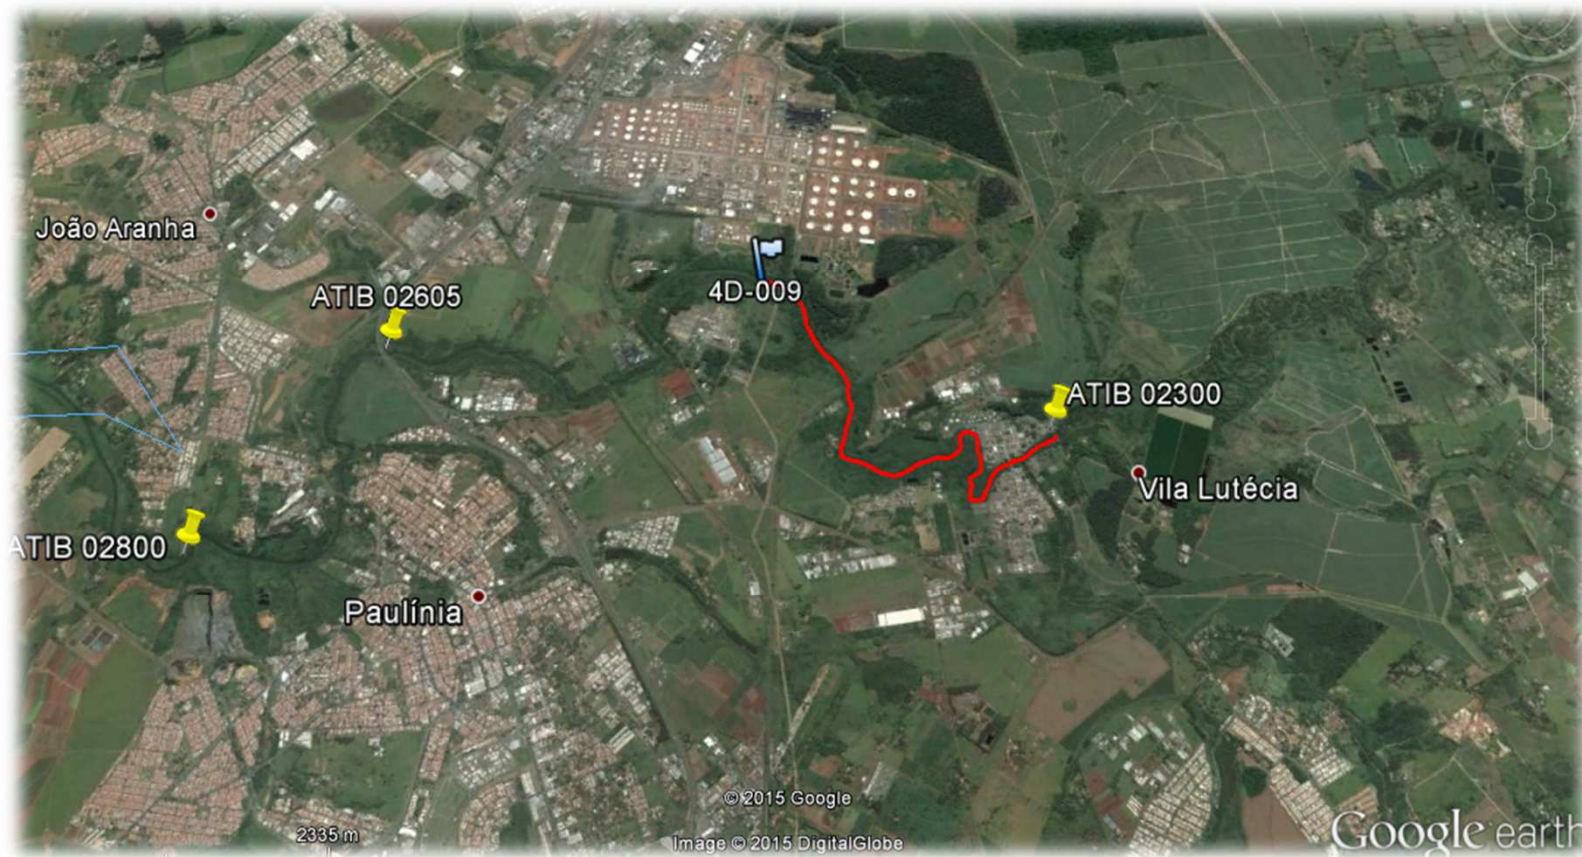 João Aranha
ATIB 02605
4D-009
ATIB 02300
Vila Lutécia
ATIB 02800
Paulínia
© 2015 Google
2335 m
Image © 2015 DigitalGlobe
Google earth